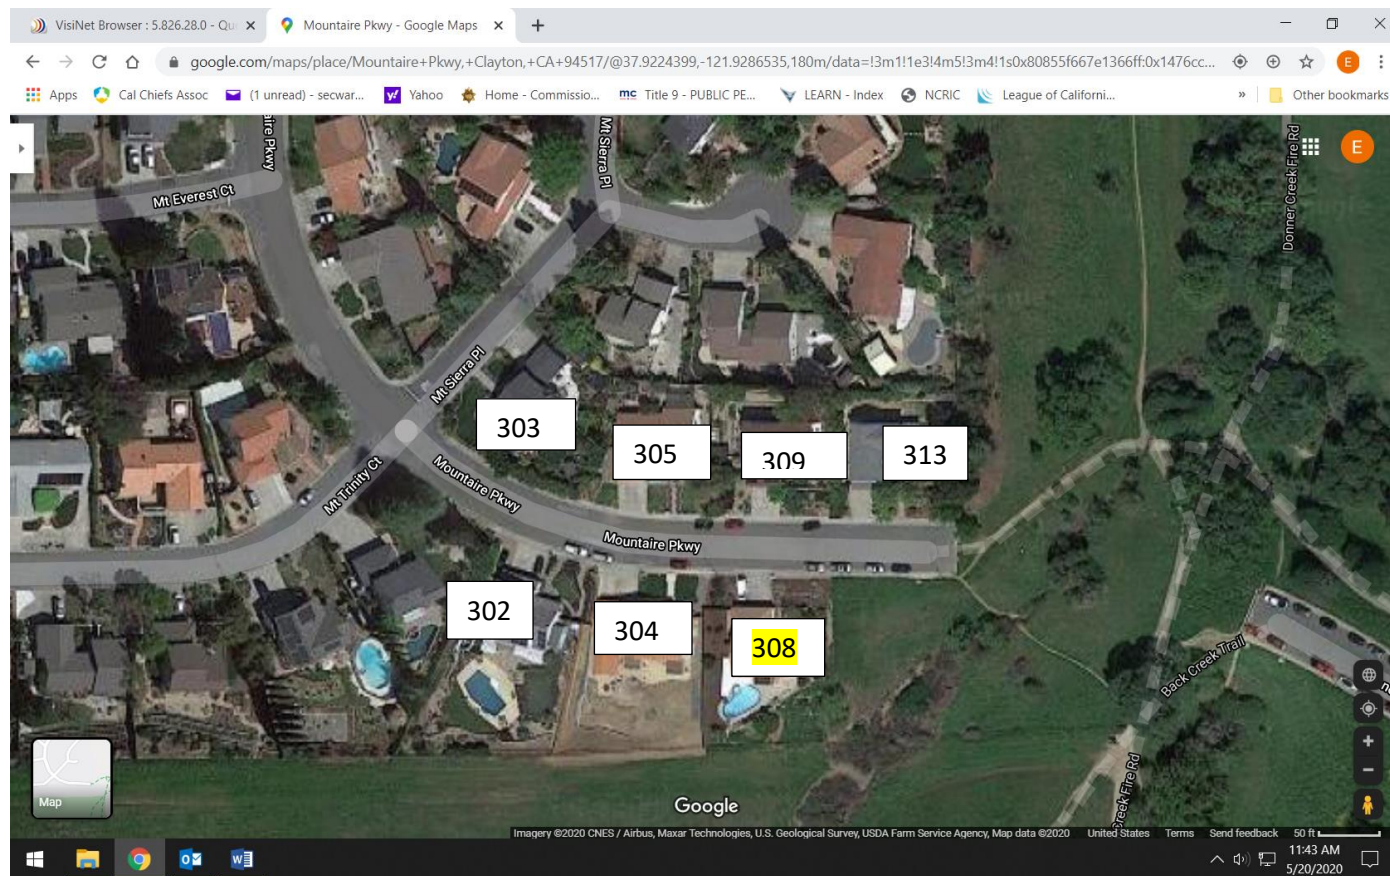 VisiNet Browser : 5.826.28.0 - Qu
Mountaire Pkwy - Google Maps
google.com/maps/place/Mountaire+Pkwy,+Clayton,+CA+94517/@37.9224399,-121.9286535,180m/data=!3m1!1e3!4m5!3m4!1s0x80855f667e1366ff:0x1476cc...
E
Apps
Cal Chiefs Assoc
(1 unread) - secwar...
Yahoo
Home - Commissio...
mc Title 9 - PUBLIC PE...
LEARN - Index
NCRIC
League of Californi...
»
Other bookmarks
aire Pkwy
Mt Sierra Pl
Donner Creek Fire Rd
E
Mt Everest Ct
Mt Sierra Pl
303
305
309
313
Mt Trinity Ct
Mountaire Pkwy
Mountaire Pkwy
302
304
308
Back Creek Trail
Creek Fire Rd
Map
Google
Imagery ©2020 CNES / Airbus, Maxar Technologies, U.S. Geological Survey, USDA Farm Service Agency, Map data ©2020
United States
Terms
Send feedback
50 ft
11:43 AM
5/20/2020